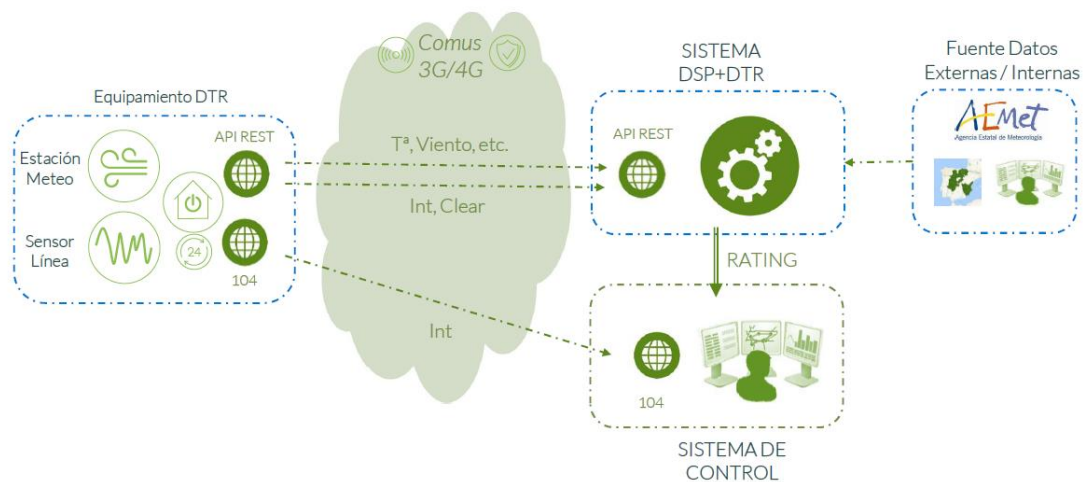 Equipamiento DTR
Estación
Meteo
API REST
Sensor
Línea
24
104
Comus
3G/4G
Tª, Viento, etc.
Int, Clear
Int
SISTEMA
DSP+DTR
API REST
RATING
104
SISTEMA DE
CONTROL
Fuente Datos
Externas / Internas
AEMet
Agencia Estatal de Meteorología